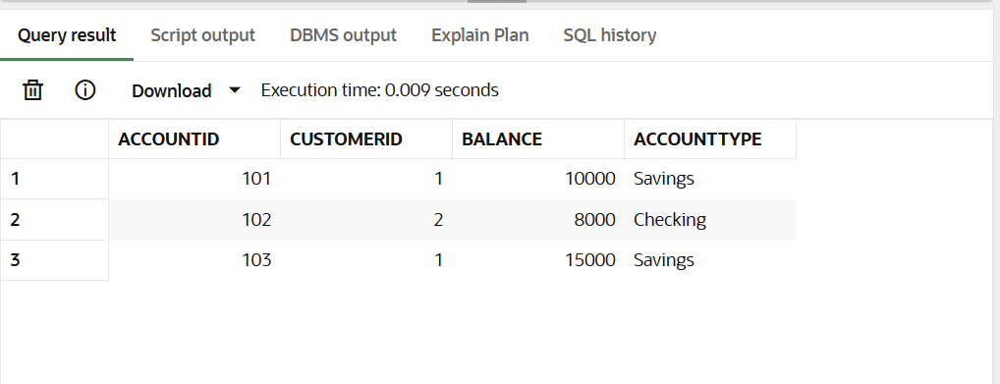 Query result Script output DBMS output Explain Plan SQL history
Download Execution time: 0.009 seconds
ACCOUNTID CUSTOMERID BALANCE ACCOUNTTYPE
1 101 1 10000 Savings
2 102 2 8000 Checking
3 103 1 15000 Savings